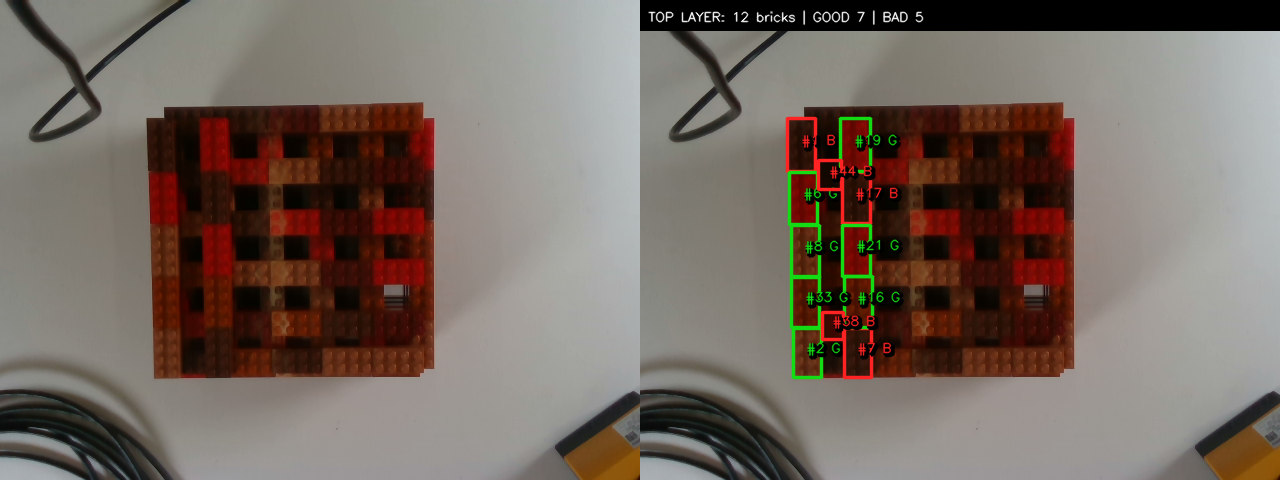 TOP LAYER: 12 bricks | GOOD 7 | BAD 5
#1 B
#19 G
#44 B
#6 G
#17 B
#8 G
#21 G
#33 G
#16 G
#38 B
#2 G
#7 B